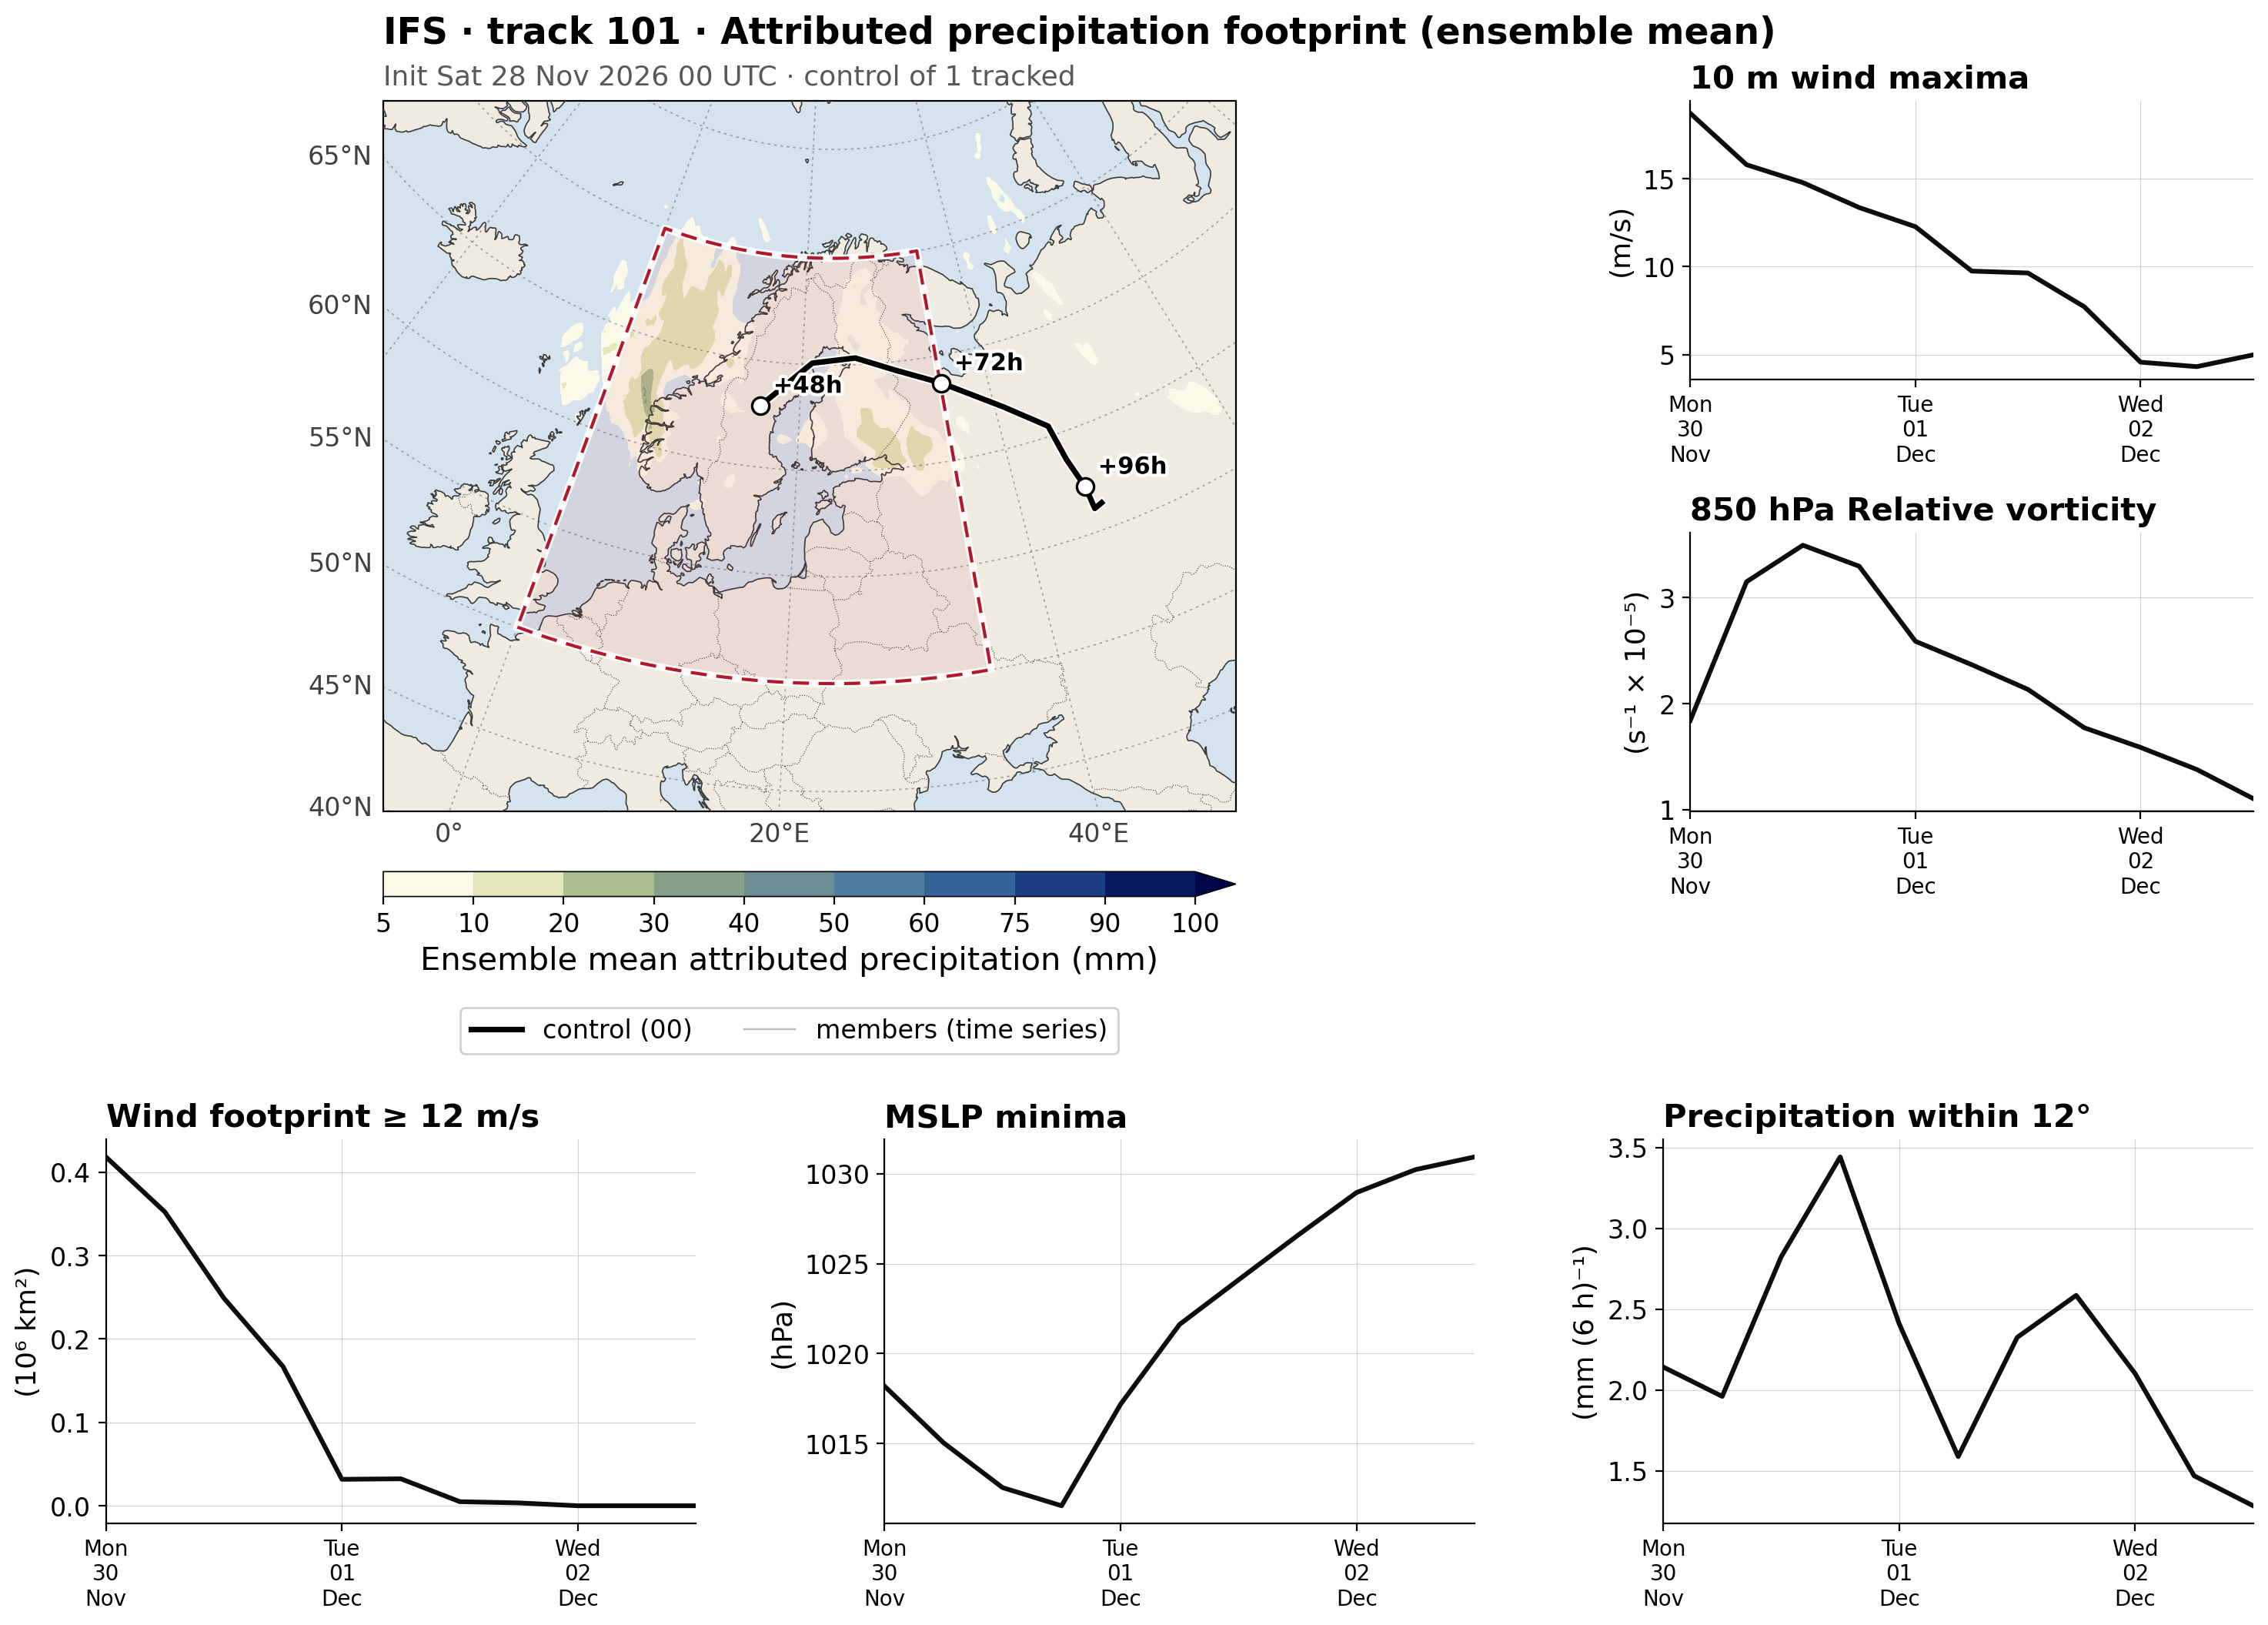 IFS · track 101 · Attributed precipitation footprint (ensemble mean)
Init Sat 28 Nov 2026 00 UTC · control of 1 tracked
65°N
60°N
55°N
50°N
45°N
40°N
0°
20°E
40°E
+48h
+72h
+96h
5 10 20 30 40 50 60 75 90 100
Ensemble mean attributed precipitation (mm)
control (00)
members (time series)
10 m wind maxima
(m/s)
15
10
5
Mon
30
Nov
Tue
01
Dec
Wed
02
Dec
850 hPa Relative vorticity
(s⁻¹ × 10⁻⁵)
3
2
1
Mon
30
Nov
Tue
01
Dec
Wed
02
Dec
Wind footprint ≥ 12 m/s
(10⁶ km²)
0.4
0.3
0.2
0.1
0.0
Mon
30
Nov
Tue
01
Dec
Wed
02
Dec
MSLP minima
(hPa)
1030
1025
1020
1015
Mon
30
Nov
Tue
01
Dec
Wed
02
Dec
Precipitation within 12°
(mm (6 h)⁻¹)
3.5
3.0
2.5
2.0
1.5
Mon
30
Nov
Tue
01
Dec
Wed
02
Dec